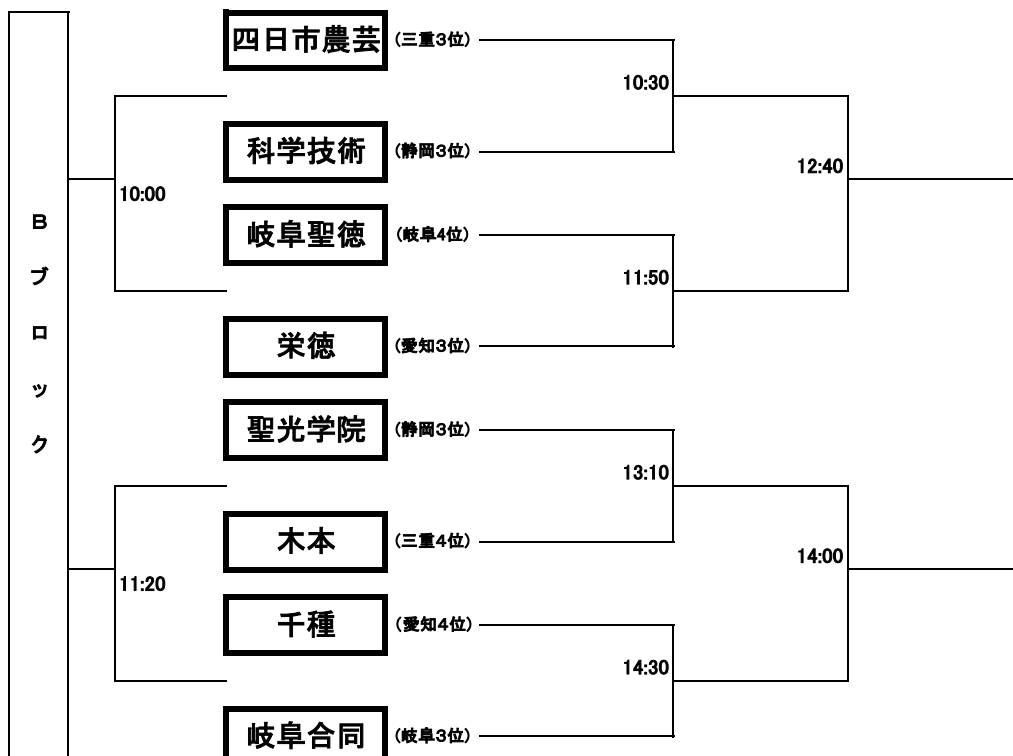 Bブロック
四日市農芸 (三重3位)
10:30
科学技術 (静岡3位)
12:40
10:00
岐阜聖徳 (岐阜4位)
11:50
栄徳 (愛知3位)
聖光学院 (静岡3位)
13:10
木本 (三重4位)
14:00
11:20
千種 (愛知4位)
14:30
岐阜合同 (岐阜3位)